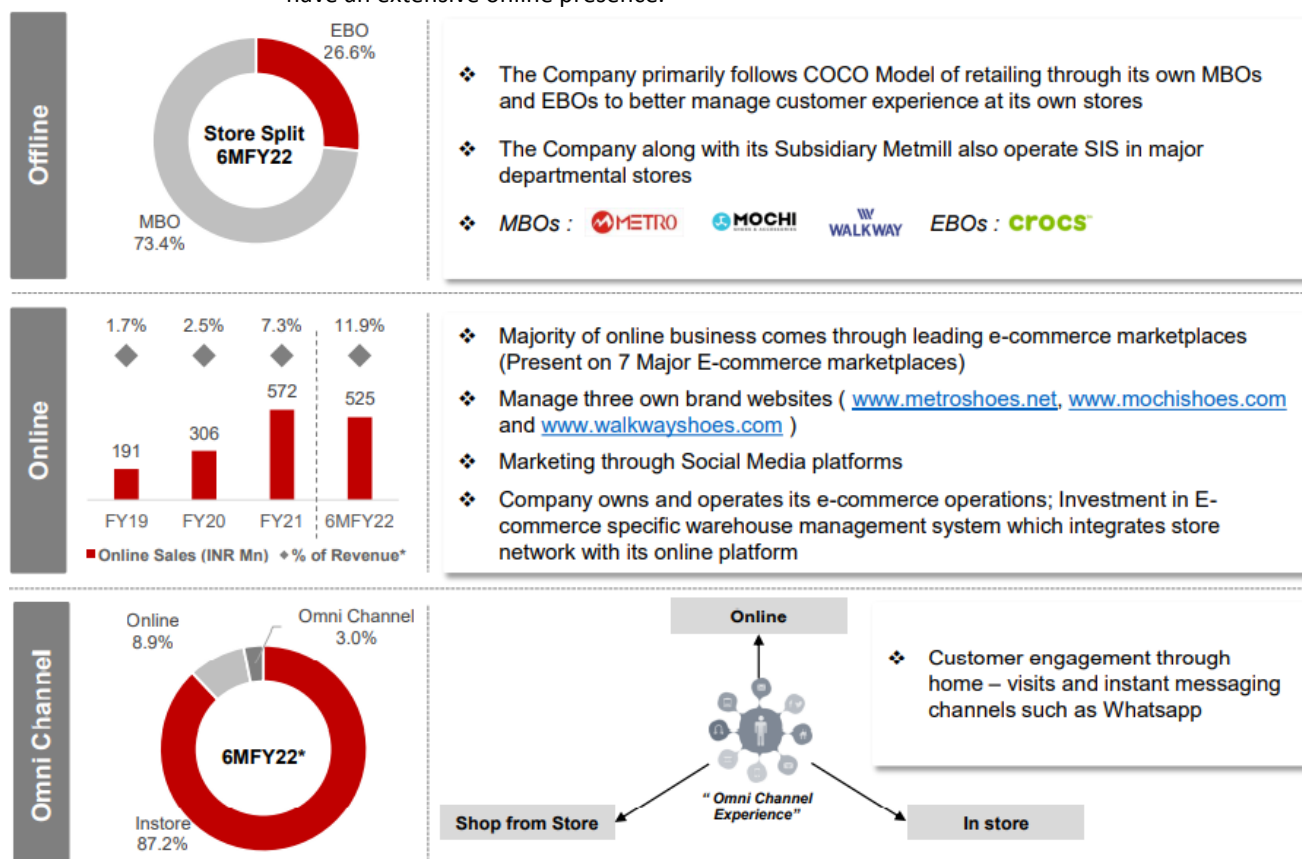 have an extensive online presence.
Offline
EBO
26.6%
Store Split
6MFY22
MBO
73.4%
❖ The Company primarily follows COCO Model of retailing through its own MBOs
and EBOs to better manage customer experience at its own stores
❖ The Company along with its Subsidiary Metmill also operate SIS in major
departmental stores
❖ MBOs : METRO MOCHI WALKWAY EBOs : crocs™
Online
1.7% 2.5% 7.3% 11.9%
191 306 572 525
FY19 FY20 FY21 6MFY22
Online Sales (INR Mn) % of Revenue*
❖ Majority of online business comes through leading e-commerce marketplaces
(Present on 7 Major E-commerce marketplaces)
❖ Manage three own brand websites ( www.metroshoes.net, www.mochishoes.com
and www.walkwayshoes.com )
❖ Marketing through Social Media platforms
❖ Company owns and operates its e-commerce operations; Investment in E-
commerce specific warehouse management system which integrates store
network with its online platform
Omni Channel
Online
8.9%
Omni Channel
3.0%
6MFY22*
Instore
87.2%
Online
" Omni Channel
Experience"
Shop from Store
In store
❖ Customer engagement through
home – visits and instant messaging
channels such as Whatsapp